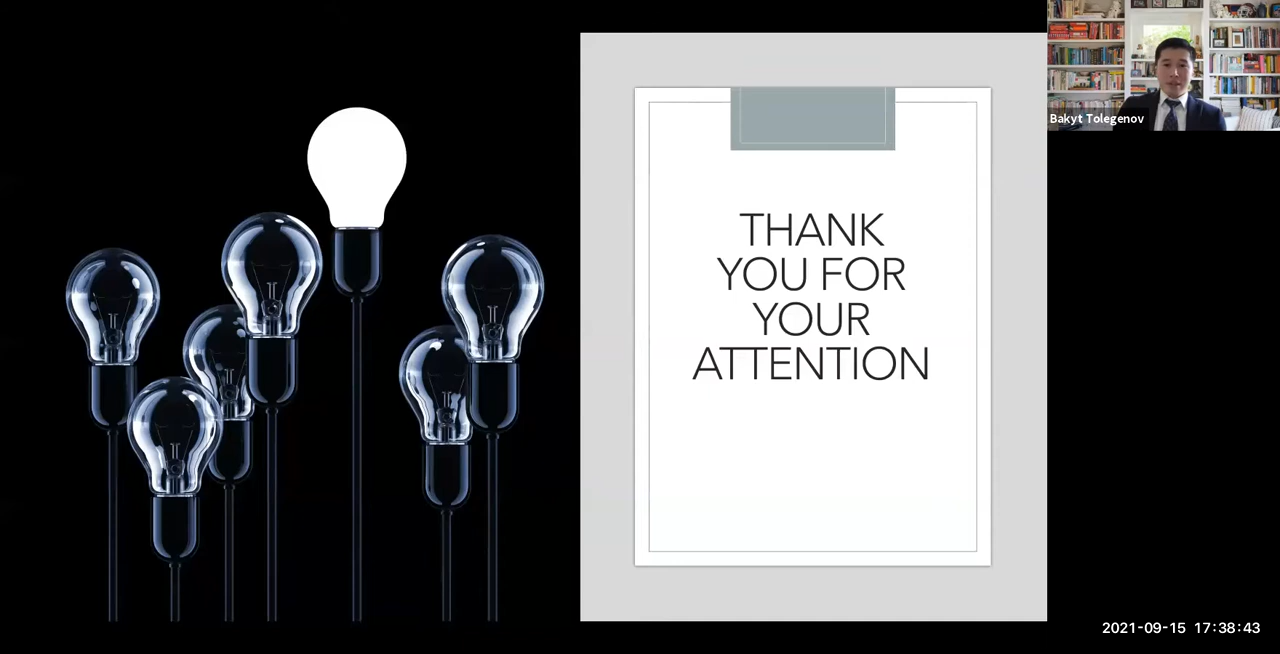 THANK
YOU FOR
YOUR
ATTENTION
Bakyt Tolegenov
2021-09-15 17:38:43